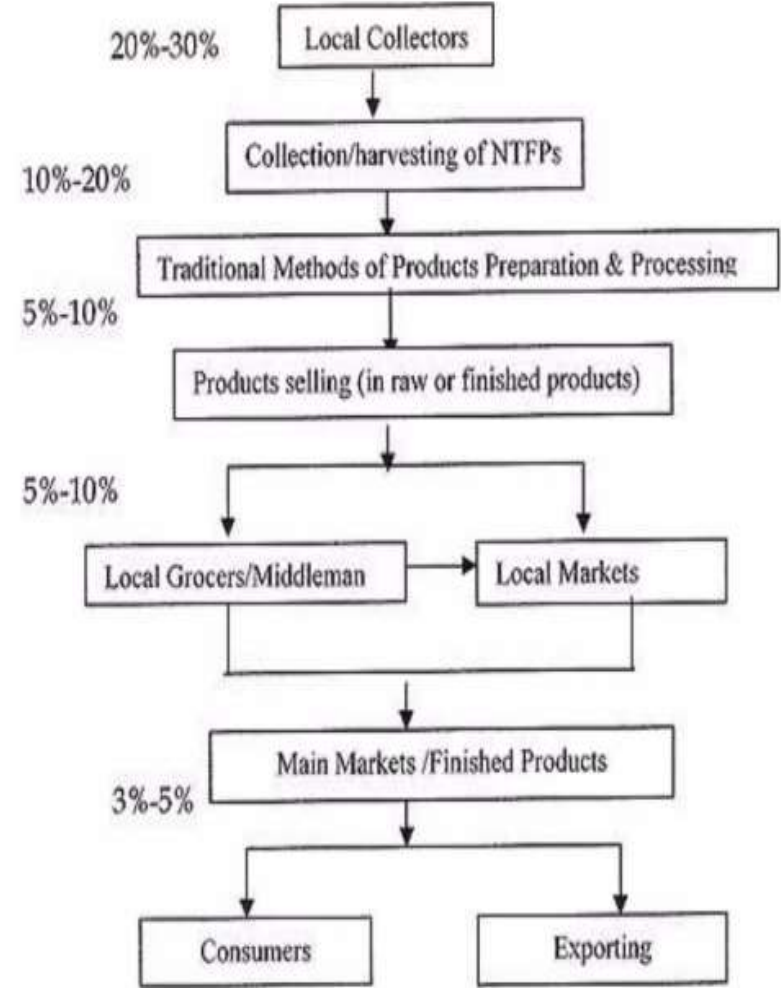 20%-30%
Local Collectors
Collection/harvesting of NTFPs
10%-20%
Traditional Methods of Products Preparation & Processing
5%-10%
Products selling (in raw or finished products)
5%-10%
Local Grocers/Middleman
Local Markets
Main Markets /Finished Products
3%-5%
Consumers
Exporting